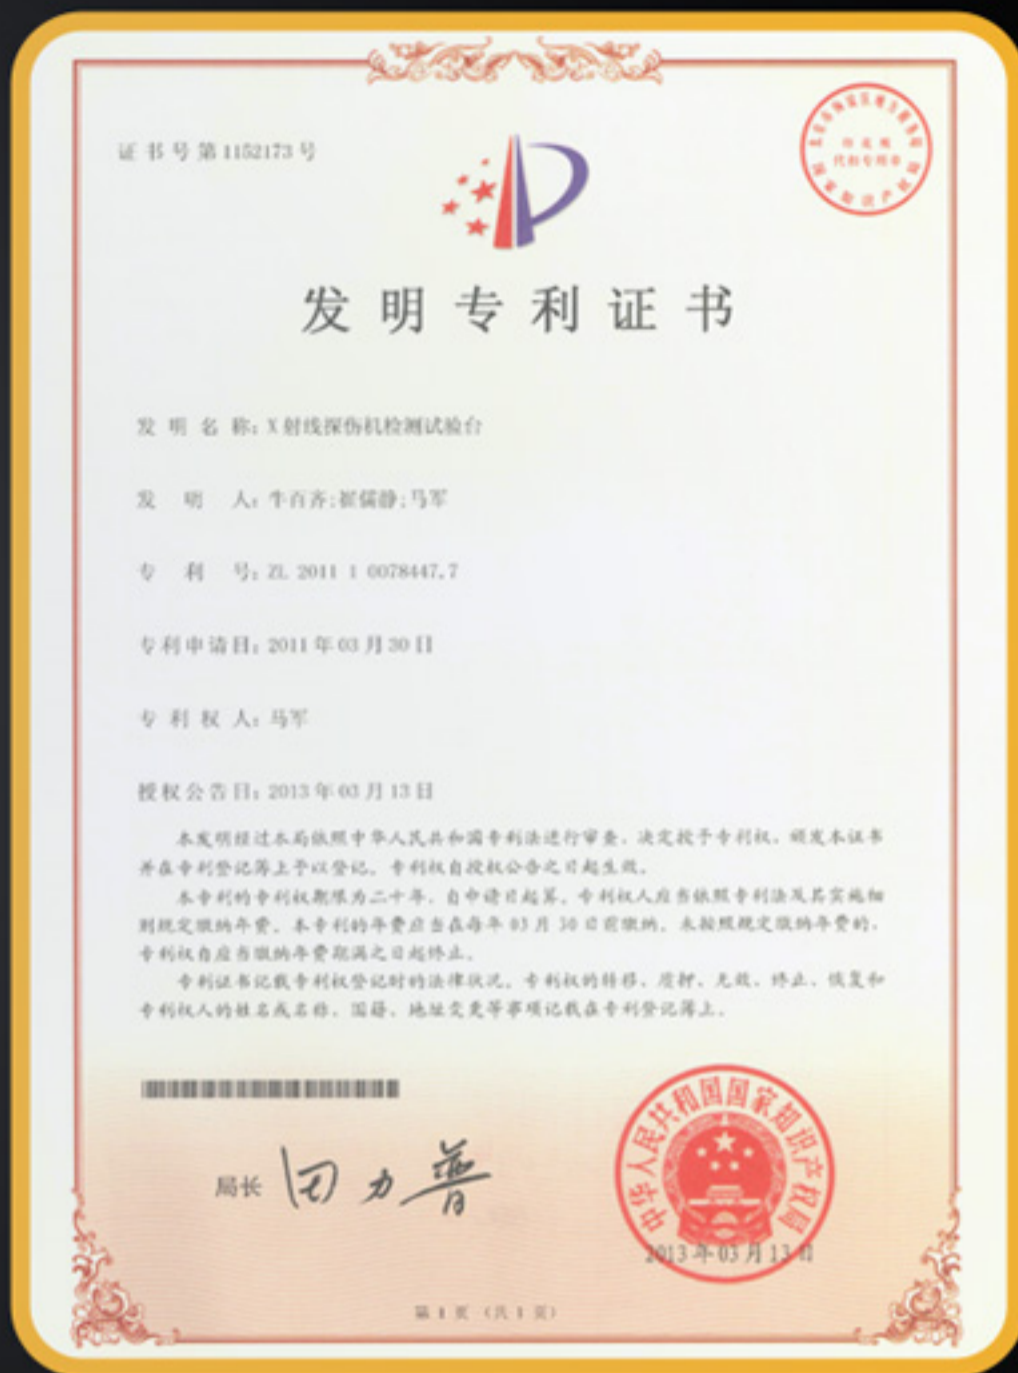 证书号第1152173号
代扣专用章
国家知识产权局
发明专利证书
发明名称：X射线探伤机检测试验台
发明人：牛百齐;崔儒静;马军
专利号：ZL 2011 1 0078447.7
专利申请日：2011年03月30日
专利权人：马军
授权公告日：2013年03月13日
本发明经过本局依照中华人民共和国专利法进行审查，决定授予专利权，颁发本证书
并在专利登记簿上予以登记。专利权自授权公告之日起生效。
本专利的专利权期限为二十年，自申请日起算。专利权人应当依照专利法及其实施细
则规定缴纳年费。本专利的年费应当在每年03月30日前缴纳。未按照规定缴纳年费的，
专利权自应当缴纳年费期满之日起终止。
专利证书记载专利权登记时的法律状况。专利权的转移、质押、无效、终止、恢复和
专利权人的姓名或名称、国籍、地址变更等事项记载在专利登记簿上。
局长 田力普
中华人民共和国国家知识产权局
2013年03月13日
第1页（共1页）